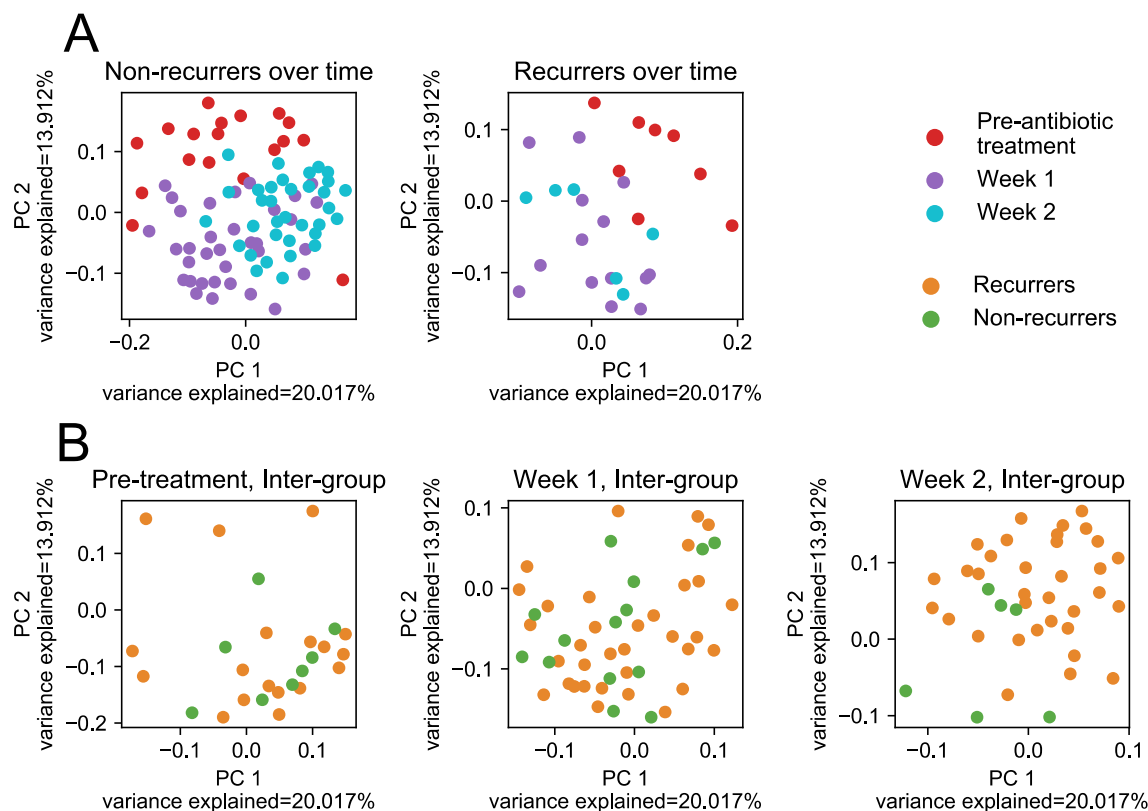 A
Non-recurrers over time
Recurrers over time
PC 2
variance explained=13.912%
0.1
0.0
−0.1
−0.2
0.0
PC 1
variance explained=20.017%
PC 2
variance explained=13.912%
0.1
0.0
−0.1
0.0
0.2
PC 1
variance explained=20.017%
Pre-antibiotic
treatment
Week 1
Week 2
Recurrers
Non-recurrers
B
Pre-treatment, Inter-group
Week 1, Inter-group
Week 2, Inter-group
PC 2
variance explained=13.912%
0.1
0.0
−0.1
−0.2
−0.1
0.0
0.1
PC 1
variance explained=20.017%
PC 2
variance explained=13.912%
0.1
0.0
−0.1
−0.1
0.0
0.1
PC 1
variance explained=20.017%
PC 2
variance explained=13.912%
0.1
0.0
−0.1
−0.1
0.0
0.1
PC 1
variance explained=20.017%